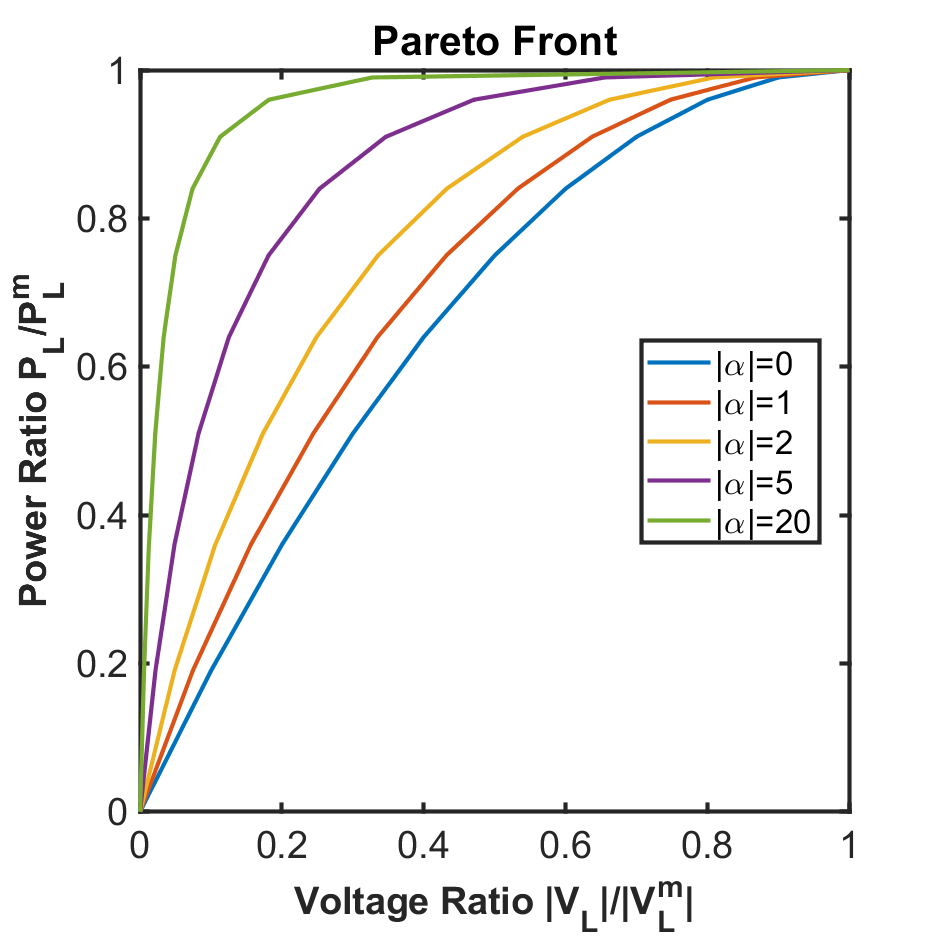 Pareto Front
Power Ratio P_L/P_L^m
1
0.8
0.6
0.4
0.2
0
|α|=0
|α|=1
|α|=2
|α|=5
|α|=20
0 0.2 0.4 0.6 0.8 1
Voltage Ratio |V_L|/|V_L^m|